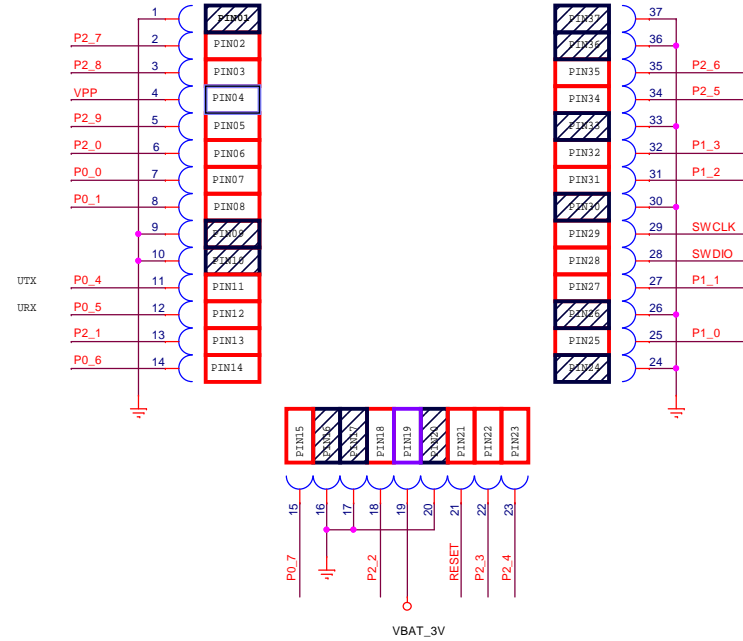 1 PIN01 PIN37 37
P2_7 2 PIN02 PIN36 36
P2_8 3 PIN03 PIN35 35 P2_6
VPP 4 PIN04 PIN34 34 P2_5
P2_9 5 PIN05 PIN33 33
P2_0 6 PIN06 PIN32 32 P1_3
P0_0 7 PIN07 PIN31 31 P1_2
P0_1 8 PIN08 PIN30 30
9 PIN09 PIN29 29 SWCLK
10 PIN10 PIN28 28 SWDIO
UTX P0_4 11 PIN11 PIN27 27 P1_1
URX P0_5 12 PIN12 PIN26 26
P2_1 13 PIN13 PIN25 25 P1_0
P0_6 14 PIN14 PIN24 24
PIN15 PIN16 PIN17 PIN18 PIN19 PIN20 PIN21 PIN22 PIN23
15 16 17 18 19 20 21 22 23
P0_7 P2_2 RESET P2_3 P2_4
VBAT_3V